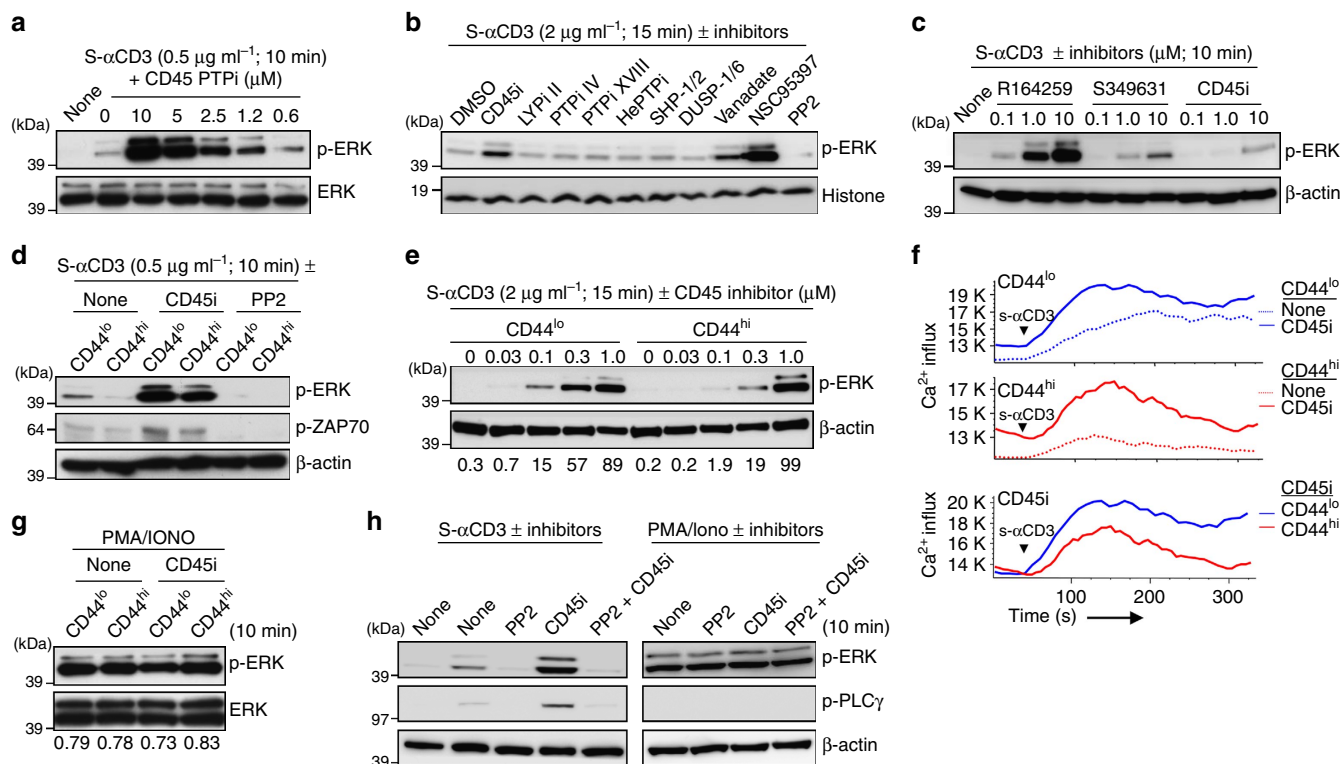 a
S-αCD3 (0.5 μg ml⁻¹; 10 min)
+ CD45 PTPi (μM)
None 0 10 5 2.5 1.2 0.6
(kDa)
39 p-ERK
39 ERK
b
S-αCD3 (2 μg ml⁻¹; 15 min) ± inhibitors
DMSO CD45i LYPi II PTPi IV PTPi XVIII HePTPi SHP-1/2 DUSP-1/6 Vanadate NSC95397 PP2
(kDa)
39 p-ERK
19 Histone
c
S-αCD3 ± inhibitors (μM; 10 min)
None R164259 S349631 CD45i
0.1 1.0 10 0.1 1.0 10 0.1 1.0 10
(kDa)
39 p-ERK
39 β-actin
d
S-αCD3 (0.5 μg ml⁻¹; 10 min) ±
None CD45i PP2
CD44ˡᵒ CD44ʰⁱ CD44ˡᵒ CD44ʰⁱ CD44ˡᵒ CD44ʰⁱ
(kDa)
39 p-ERK
64 p-ZAP70
39 β-actin
e
S-αCD3 (2 μg ml⁻¹; 15 min) ± CD45 inhibitor (μM)
CD44ˡᵒ CD44ʰⁱ
0 0.03 0.1 0.3 1.0 0 0.03 0.1 0.3 1.0
(kDa)
39 p-ERK
39 β-actin
0.3 0.7 15 57 89 0.2 0.2 1.9 19 99
f
CD44ˡᵒ
s-αCD3
19 K
17 K
15 K
13 K
CD44ˡᵒ
None
CD45i
CD44ʰⁱ
s-αCD3
17 K
15 K
13 K
CD44ʰⁱ
None
CD45i
Ca²⁺ influx
CD45i
s-αCD3
20 K
18 K
14 K
CD45i
CD44ˡᵒ
CD44ʰⁱ
Ca²⁺ influx
100 200 300
Time (s)
g
PMA/IONO
None CD45i
CD44ˡᵒ CD44ʰⁱ CD44ˡᵒ CD44ʰⁱ
(10 min)
(kDa)
39 p-ERK
39 ERK
0.79 0.78 0.73 0.83
h
S-αCD3 ± inhibitors PMA/Iono ± inhibitors
None None PP2 CD45i PP2 + CD45i None PP2 CD45i PP2 + CD45i
(kDa) (10 min)
39 p-ERK
97 p-PLCγ
39 β-actin